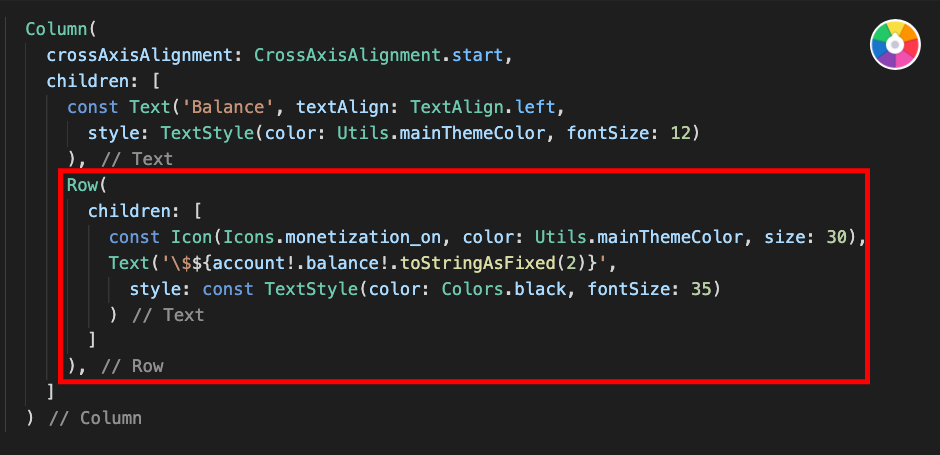 Column(
  crossAxisAlignment: CrossAxisAlignment.start,
  children: [
    const Text('Balance', textAlign: TextAlign.left,
      style: TextStyle(color: Utils.mainThemeColor, fontSize: 12)
    ), // Text
    Row(
      children: [
        const Icon(Icons.monetization_on, color: Utils.mainThemeColor, size: 30),
        Text('\$${account!.balance!.toStringAsFixed(2)}',
          style: const TextStyle(color: Colors.black, fontSize: 35)
        ) // Text
      ]
    ), // Row
  ]
) // Column